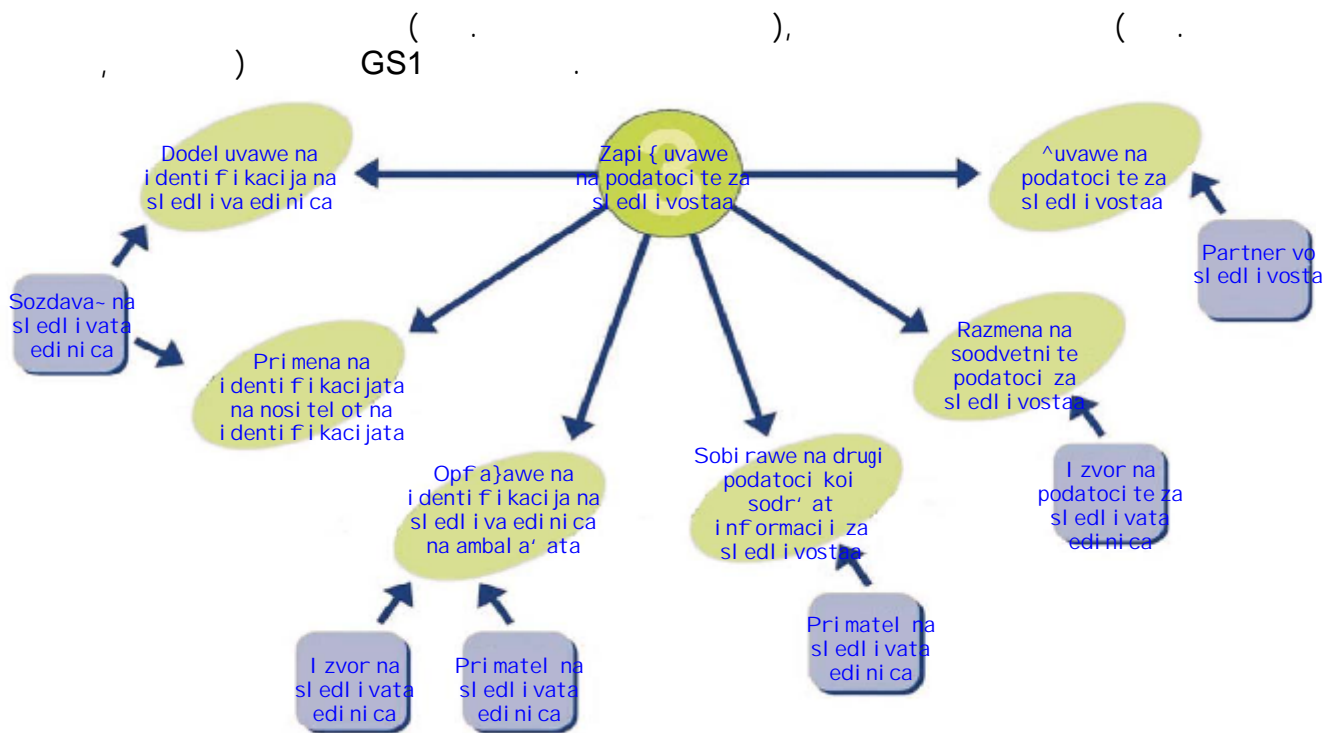 ( . ), ( .
, ) GS1 .
Dodeluvawe na
identifikacija na
sledliva edinica
Zapi{uvawe
na podatocite za
sledlivostaa
^uvawe na
podatocite za
sledlivostaa
Partner vo
sledlivosta
Sozdava~ na
sledlivata
edinica
Primena na
identifikacijata
na nositelot na
identifikacijata
Razmena na
soodvetnite
podatoci za
sledlivostaa
Opfa}awe na
identifikacija na
sledliva edinica
na ambala'ata
Sobirawe na drugi
podatoci koi
sodr'at
informacii za
sledlivostaa
Izvor na
podatocite za
sledlivata
edinica
Izvor na
sledlivata
edinica
Primatel na
sledlivata
edinica
Primatel na
sledlivata
edinica